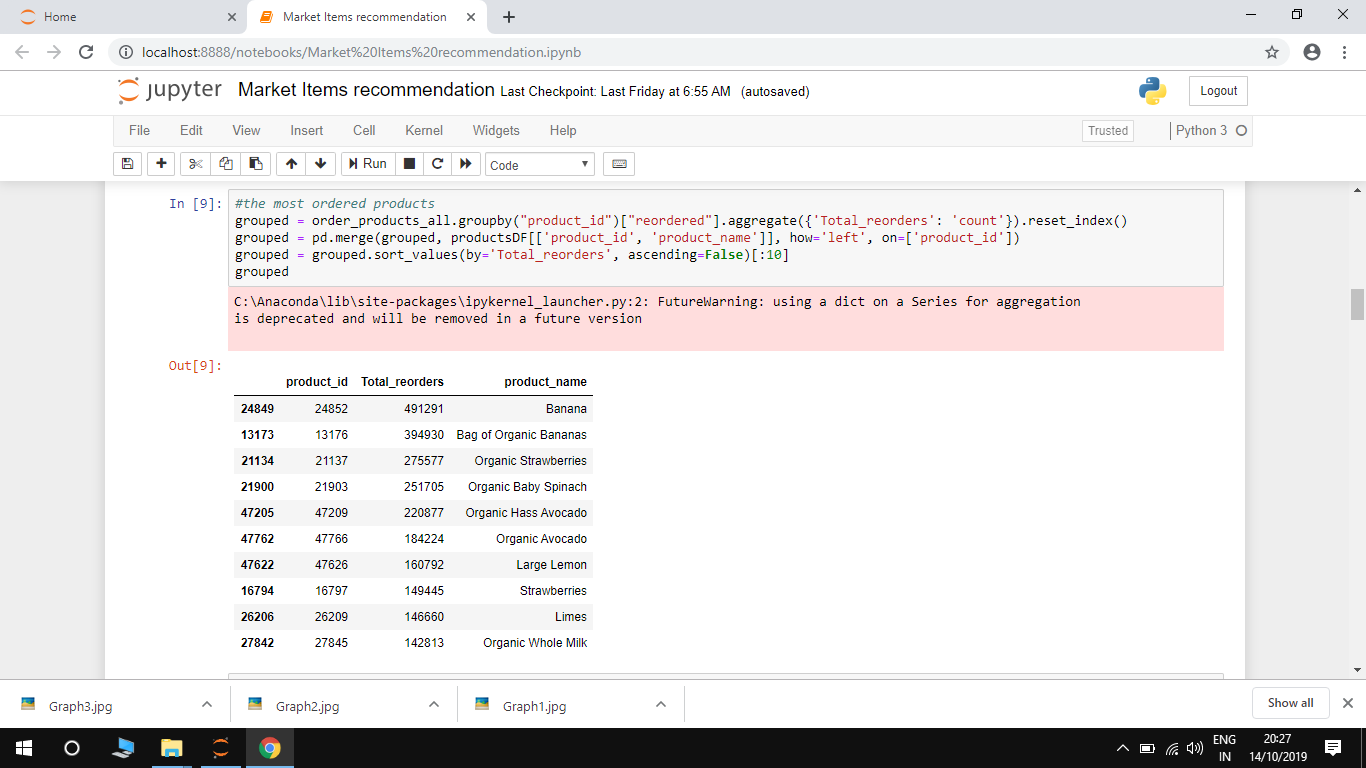 Home
Market Items recommendation
localhost:8888/notebooks/Market%20Items%20recommendation.ipynb
jupyter Market Items recommendation Last Checkpoint: Last Friday at 6:55 AM (autosaved)
Logout
File Edit View Insert Cell Kernel Widgets Help
Trusted
Python 3
Run
Code
In [9]:
#the most ordered products
grouped = order_products_all.groupby("product_id")["reordered"].aggregate({'Total_reorders': 'count'}).reset_index()
grouped = pd.merge(grouped, productsDF[['product_id', 'product_name']], how='left', on=['product_id'])
grouped = grouped.sort_values(by='Total_reorders', ascending=False)[:10]
grouped
C:\Anaconda\lib\site-packages\ipykernel_launcher.py:2: FutureWarning: using a dict on a Series for aggregation
is deprecated and will be removed in a future version
Out[9]:
product_id Total_reorders product_name
24849 24852 491291 Banana
13173 13176 394930 Bag of Organic Bananas
21134 21137 275577 Organic Strawberries
21900 21903 251705 Organic Baby Spinach
47205 47209 220877 Organic Hass Avocado
47762 47766 184224 Organic Avocado
47622 47626 160792 Large Lemon
16794 16797 149445 Strawberries
26206 26209 146660 Limes
27842 27845 142813 Organic Whole Milk
Graph3.jpg
Graph2.jpg
Graph1.jpg
Show all
ENG
IN
20:27
14/10/2019